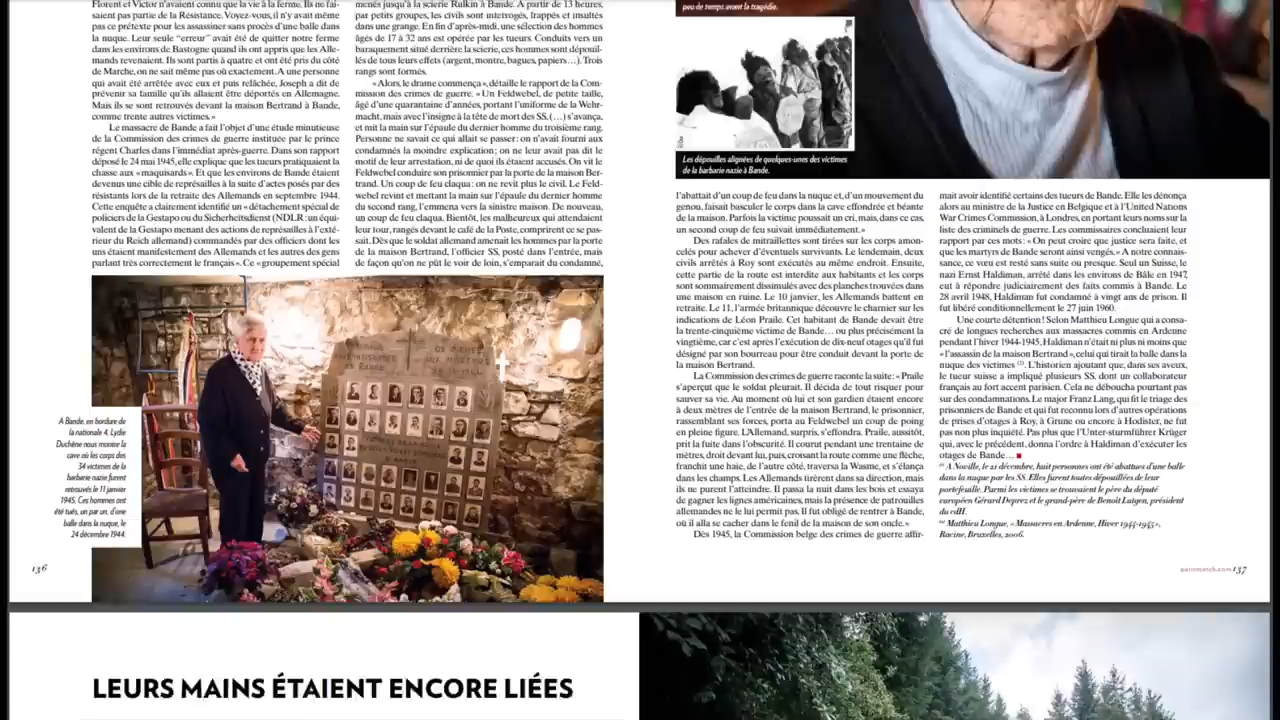 Florent et Victor n'avaient connu que la vie à la ferme. Ils ne fai-
saient pas partie de la Résistance. Voyez-vous, il n'y avait même
pas ce prétexte pour les assassiner sans procès d'une balle dans
la nuque. Leur seule “erreur” avait été de quitter notre ferme
dans les environs de Bastogne quand ils ont appris que les Alle-
mands revenaient. Ils sont partis à quatre et ont été pris du côté
de Marche, on ne sait même pas où exactement. A une personne
qui avait été arrêtée avec eux et puis relâchée, Joseph a dit de
prévenir sa famille qu'ils allaient être déportés en Allemagne.
Mais ils se sont retrouvés devant la maison Bertrand à Bande,
comme trente autres victimes. »
Le massacre de Bande a fait l'objet d'une étude minutieuse
de la Commission des crimes de guerre instituée par le prince
régent Charles dans l'immédiat après-guerre. Dans son rapport
déposé le 24 mai 1945, elle explique que les tueurs pratiquaient la
chasse aux « maquisards ». Et que les environs de Bande étaient
devenus une cible de représailles à la suite d'actes posés par des
résistants lors de la retraite des Allemands en septembre 1944.
Cette enquête a clairement identifié un « détachement spécial de
policiers de la Gestapo ou du Sicherheitsdienst (NDLR : un équi-
valent de la Gestapo menant des actions de représailles à l'exté-
rieur du Reich allemand) commandés par des officiers dont les
uns étaient manifestement des Allemands et les autres des gens
parlant très correctement le français ». Ce « groupement spécial
menés jusqu'à la scierie Rulkin à Bande. A partir de 13 heures,
par petits groupes, les civils sont interrogés, frappés et insultés
dans une grange. En fin d'après-midi, une sélection des hommes
âgés de 17 à 32 ans est opérée par les tueurs. Conduits vers un
baraquement situé derrière la scierie, ces hommes sont dépouil-
lés de tous leurs effets (argent, montre, bagues, papiers…). Trois
rangs sont formés.
« Alors, le drame commença », détaille le rapport de la Com-
mission des crimes de guerre. « Un Feldwebel, de petite taille,
âgé d'une quarantaine d'années, portant l'uniforme de la Wehr-
macht, mais avec l'insigne à la tête de mort des SS, (…) s'avança,
et mit la main sur l'épaule du dernier homme du troisième rang.
Personne ne savait ce qui allait se passer : on n'avait fourni aux
condamnés la moindre explication ; on ne leur avait pas dit le
motif de leur arrestation, ni de quoi ils étaient accusés. On vit le
Feldwebel conduire son prisonnier par la porte de la maison Ber-
trand. Un coup de feu claqua : on ne revit plus le civil. Le Feld-
webel revint et mettant la main sur l'épaule du dernier homme
du second rang, l'emmena vers la sinistre maison. De nouveau,
un coup de feu claqua. Bientôt, les malheureux qui attendaient
leur tour, rangés devant le café de la Poste, comprirent ce se pas-
sait. Dès que le soldat allemand amenait les hommes par la porte
de la maison Bertrand, l'officier SS, posté dans l'entrée, mais
de façon qu'on ne pût le voir de loin, s'emparait du condamné,
A Bande, en bordure de
la nationale 4, Lydie
Duchêne nous montre la
cave où les corps des
34 victimes de la
barbarie nazie furent
retrouvés le 11 janvier
1945. Ces hommes ont
été tués, un par un, d'une
balle dans la nuque, le
24 décembre 1944.
136
peu de temps avant la tragédie.
Les dépouilles alignées de quelques-unes des victimes
de la barbarie nazie à Bande.
l'abattait d'un coup de feu dans la nuque et, d'un mouvement du
genou, faisait basculer le corps dans la cave effondrée et béante
de la maison. Parfois la victime poussait un cri, mais, dans ce cas,
un second coup de feu suivait immédiatement. »
Des rafales de mitraillettes sont tirées sur les corps amon-
celés pour achever d'éventuels survivants. Le lendemain, deux
civils arrêtés à Roy sont exécutés au même endroit. Ensuite,
cette partie de la route est interdite aux habitants et les corps
sont sommairement dissimulés avec des planches trouvées dans
une maison en ruine. Le 10 janvier, les Allemands battent en
retraite. Le 11, l'armée britannique découvre le charnier sur les
indications de Léon Praile. Cet habitant de Bande devait être
la trente-cinquième victime de Bande… ou plus précisément la
vingtième, car c'est après l'exécution de dix-neuf otages qu'il fut
désigné par son bourreau pour être conduit devant la porte de
la maison Bertrand.
La Commission des crimes de guerre raconte la suite : « Praile
s'aperçut que le soldat pleurait. Il décida de tout risquer pour
sauver sa vie. Au moment où lui et son gardien étaient encore
à deux mètres de l'entrée de la maison Bertrand, le prisonnier,
rassemblant ses forces, porta au Feldwebel un coup de poing
en pleine figure. L'Allemand, surpris, s'effondra. Praile, aussitôt,
prit la fuite dans l'obscurité. Il courut pendant une trentaine de
mètres, droit devant lui, puis, croisant la route comme une flèche,
franchit une haie, de l'autre côté, traversa la Wasme, et s'élança
dans les champs. Les Allemands tirèrent dans sa direction, mais
ils ne purent l'atteindre. Il passa la nuit dans les bois et essaya
de gagner les lignes américaines, mais la présence de patrouilles
allemandes ne le lui permit pas. Il fut obligé de rentrer à Bande,
où il alla se cacher dans le fenil de la maison de son oncle. »
Dès 1945, la Commission belge des crimes de guerre affir-
mait avoir identifié certains des tueurs de Bande. Elle les dénonça
alors au ministre de la Justice en Belgique et à l'United Nations
War Crimes Commission, à Londres, en portant leurs noms sur la
liste des criminels de guerre. Les commissaires concluaient leur
rapport par ces mots : « On peut croire que justice sera faite, et
que les martyrs de Bande seront ainsi vengés. » A notre connais-
sance, ce vœu est resté sans suite ou presque. Seul un Suisse, le
nazi Ernst Haldiman, arrêté dans les environs de Bâle en 1947,
eut à répondre judiciairement des faits commis à Bande. Le
28 avril 1948, Haldiman fut condamné à vingt ans de prison. Il
fut libéré conditionnellement le 27 juin 1960.
Une courte détention ! Selon Matthieu Longue qui a consa-
cré de longues recherches aux massacres commis en Ardenne
pendant l'hiver 1944-1945, Haldiman n'était ni plus ni moins que
« l'assassin de la maison Bertrand », celui qui tirait la balle dans la
nuque des victimes (2). L'historien ajoutant que, dans ses aveux,
le tueur suisse a impliqué plusieurs SS, dont un collaborateur
français au fort accent parisien. Cela ne déboucha pourtant pas
sur des condamnations. Le major Franz Lang, qui fit le triage des
prisonniers de Bande et qui fut reconnu lors d'autres opérations
de prises d'otages à Roy, à Grune ou encore à Hodister, ne fut
pas non plus inquiété. Pas plus que l'Unter-sturmführer Krüger
qui, avec le précédent, donna l'ordre à Haldiman d'exécuter les
otages de Bande…
(1) A Noville, le 21 décembre, huit personnes ont été abattues d'une balle
dans la nuque par les SS. Elles furent toutes dépouillées de leur
portefeuille. Parmi les victimes se trouvaient le père du député
européen Gérard Deprez et le grand-père de Benoît Lutgen, président
du cdH.
(2) Matthieu Longue, « Massacres en Ardenne, Hiver 1944-1945 »,
Racine, Bruxelles, 2006.
parismatch.com 137
LEURS MAINS ÉTAIENT ENCORE LIÉES